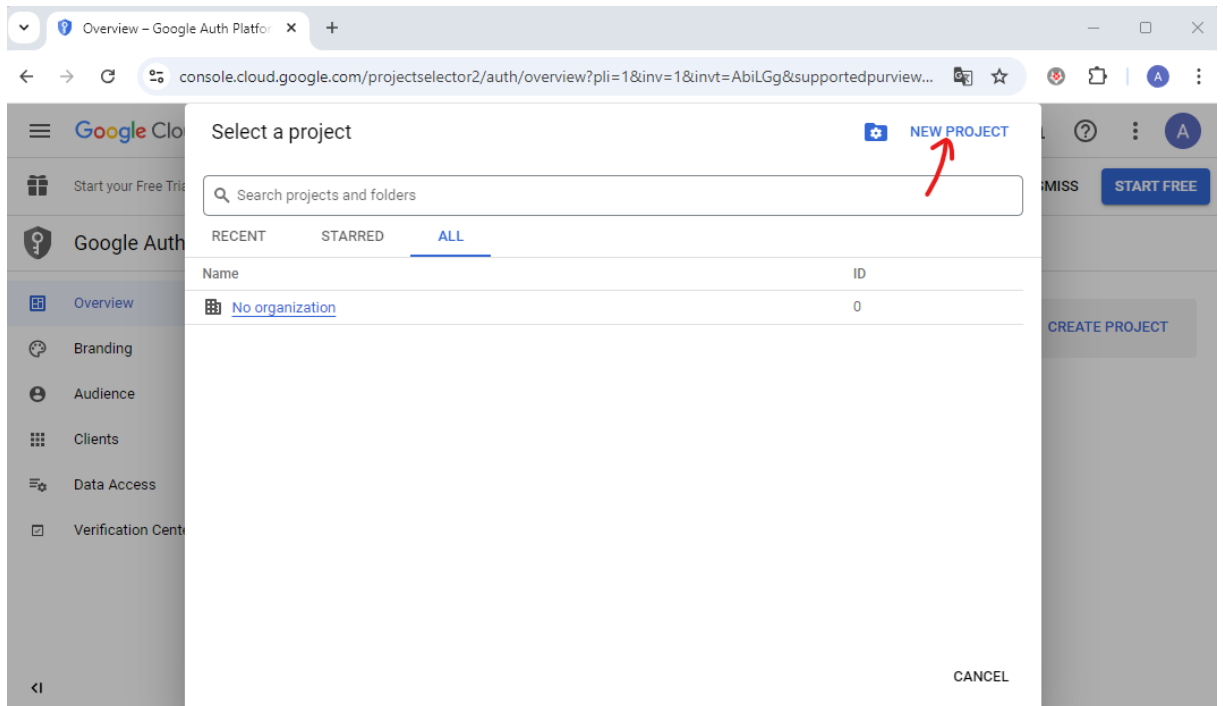 Overview – Google Auth Platfor
console.cloud.google.com/projectselector2/auth/overview?pli=1&inv=1&invt=AbiLGg&supportedpurview...
A
Google Clo
Select a project
NEW PROJECT
A
Start your Free Tria
Search projects and folders
SMISS
START FREE
Google Auth
RECENT
STARRED
ALL
Name
ID
Overview
No organization
0
CREATE PROJECT
Branding
Audience
Clients
Data Access
Verification Cente
CANCEL